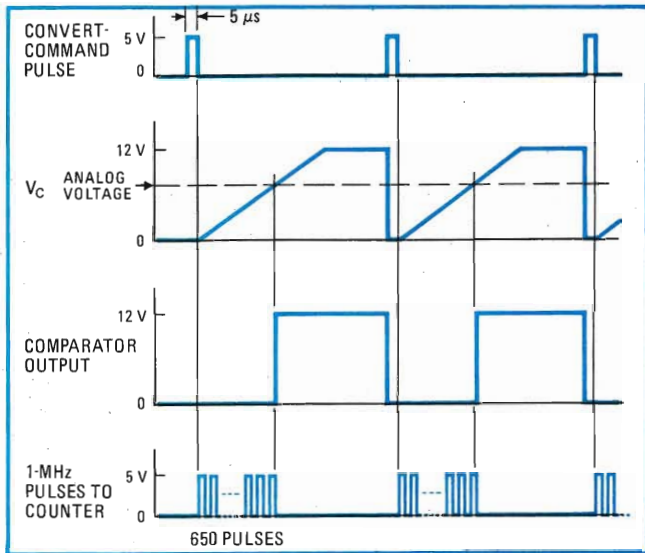 5 µs
CONVERT-
COMMAND
PULSE
5 V
0
12 V
V_C ANALOG
VOLTAGE
0
12 V
COMPARATOR
OUTPUT
0
1-MHz
PULSES TO
COUNTER
5 V
0
650 PULSES